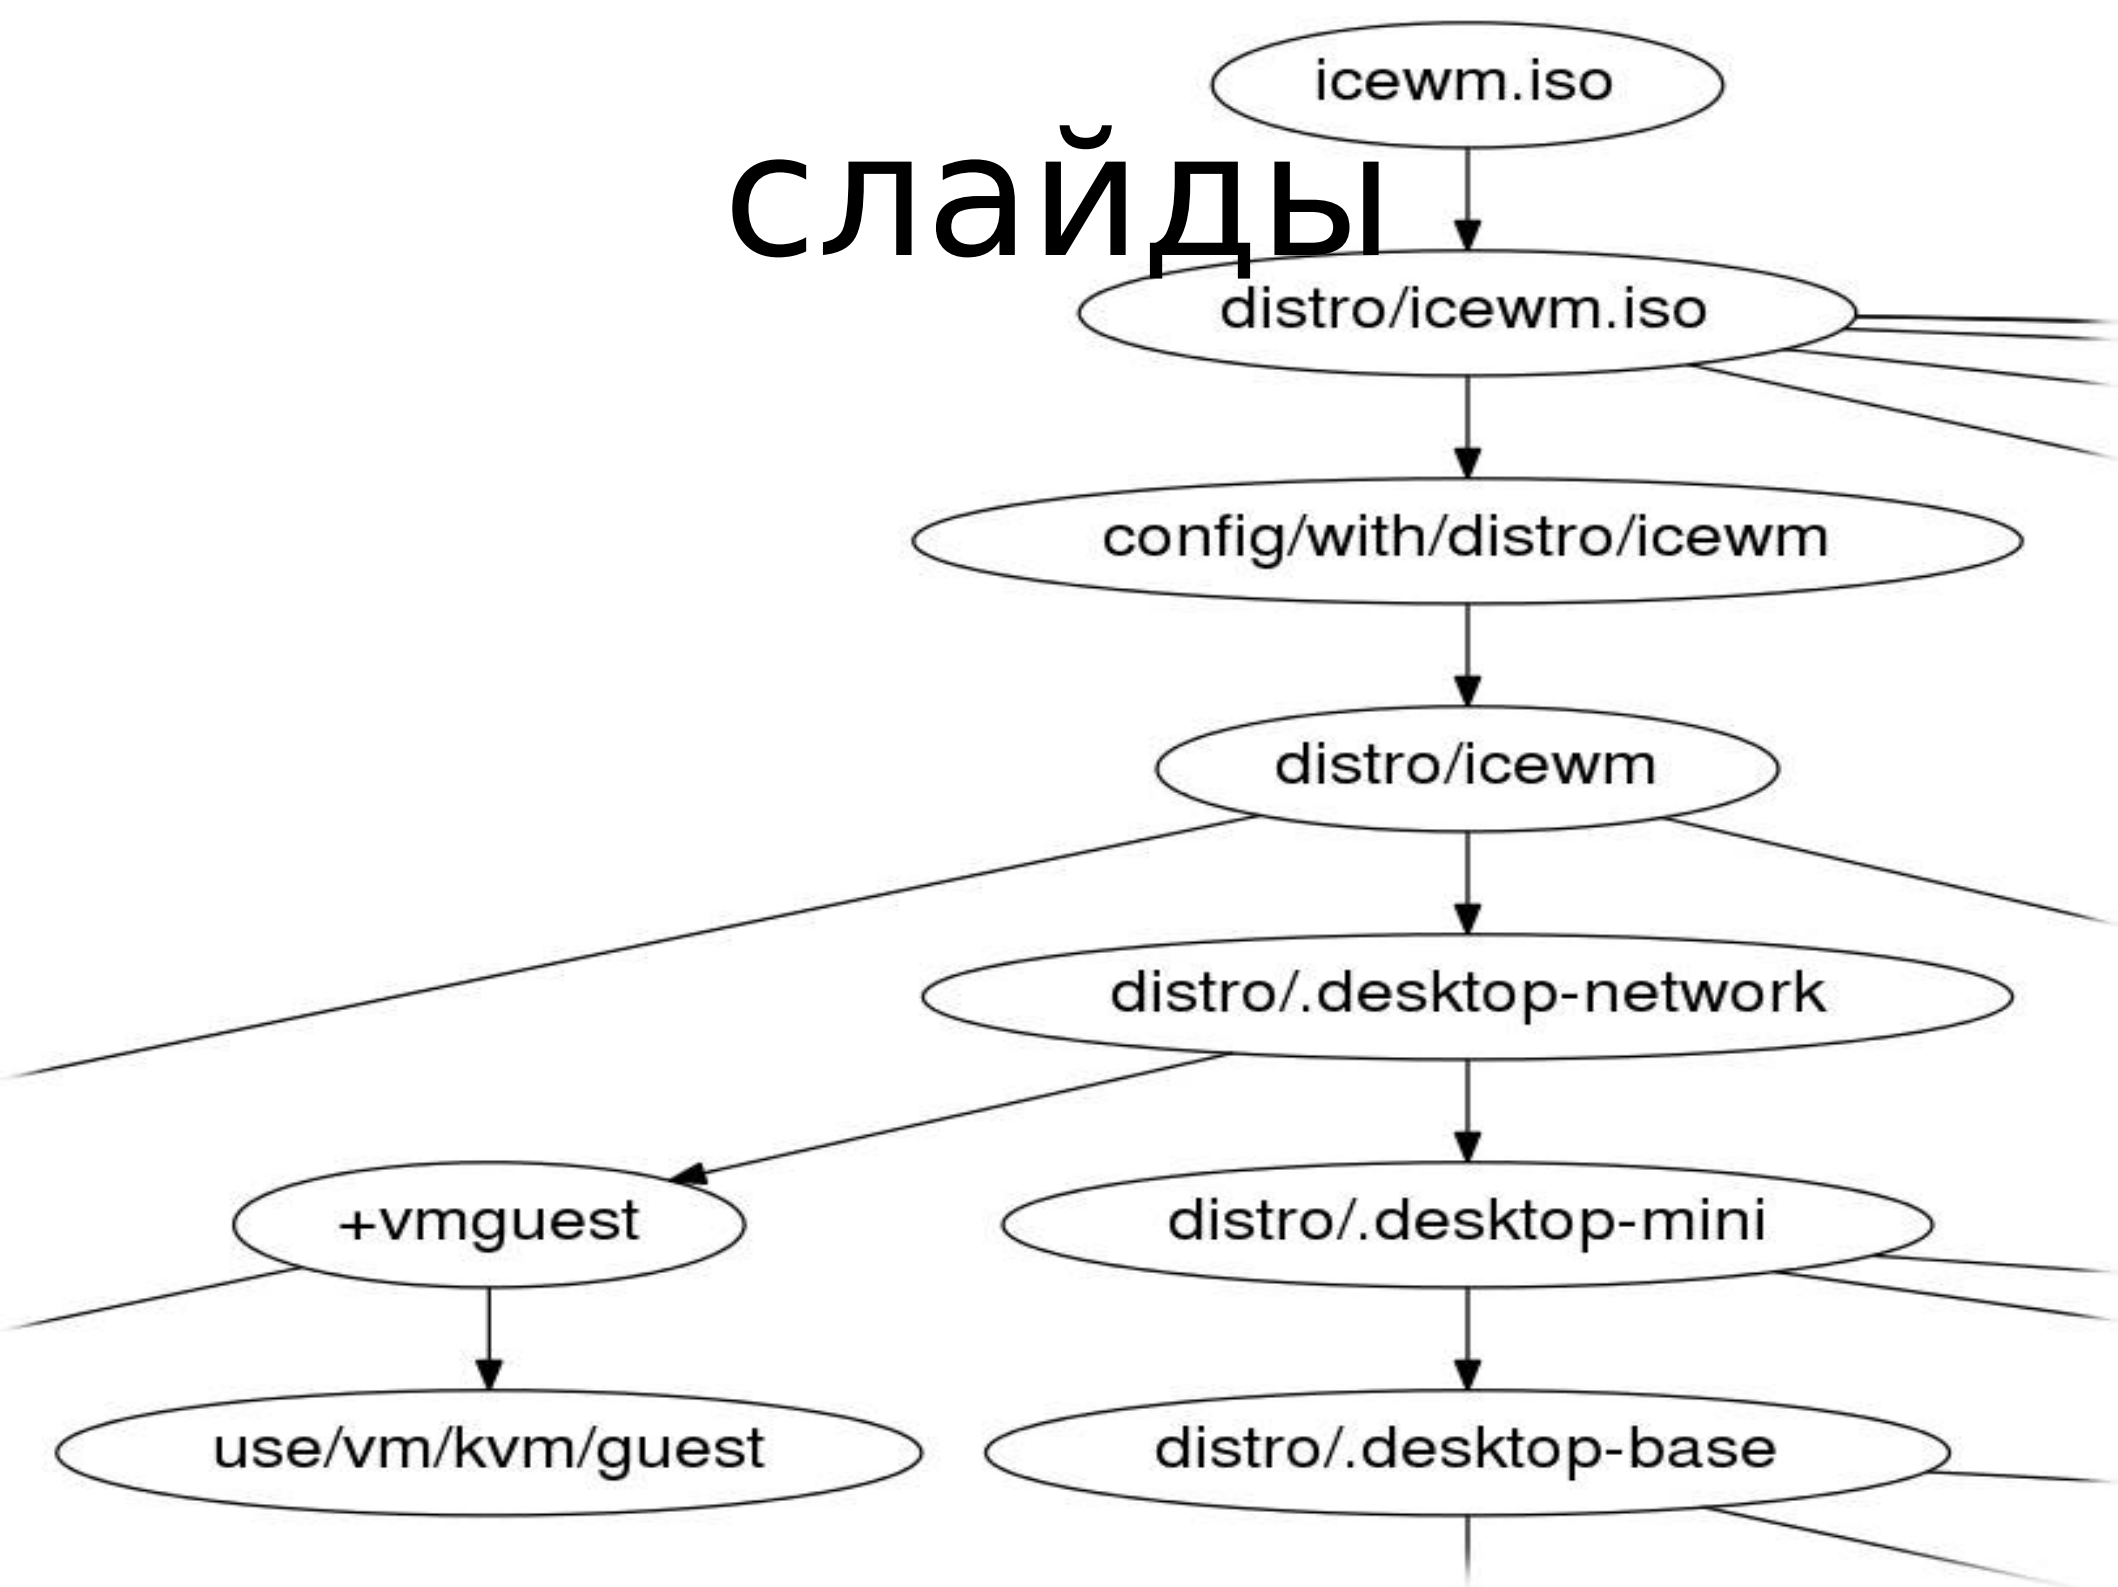 icewm.iso
слайды
distro/icewm.iso
config/with/distro/icewm
distro/icewm
distro/.desktop-network
+vmguest
distro/.desktop-mini
use/vm/kvm/guest
distro/.desktop-base